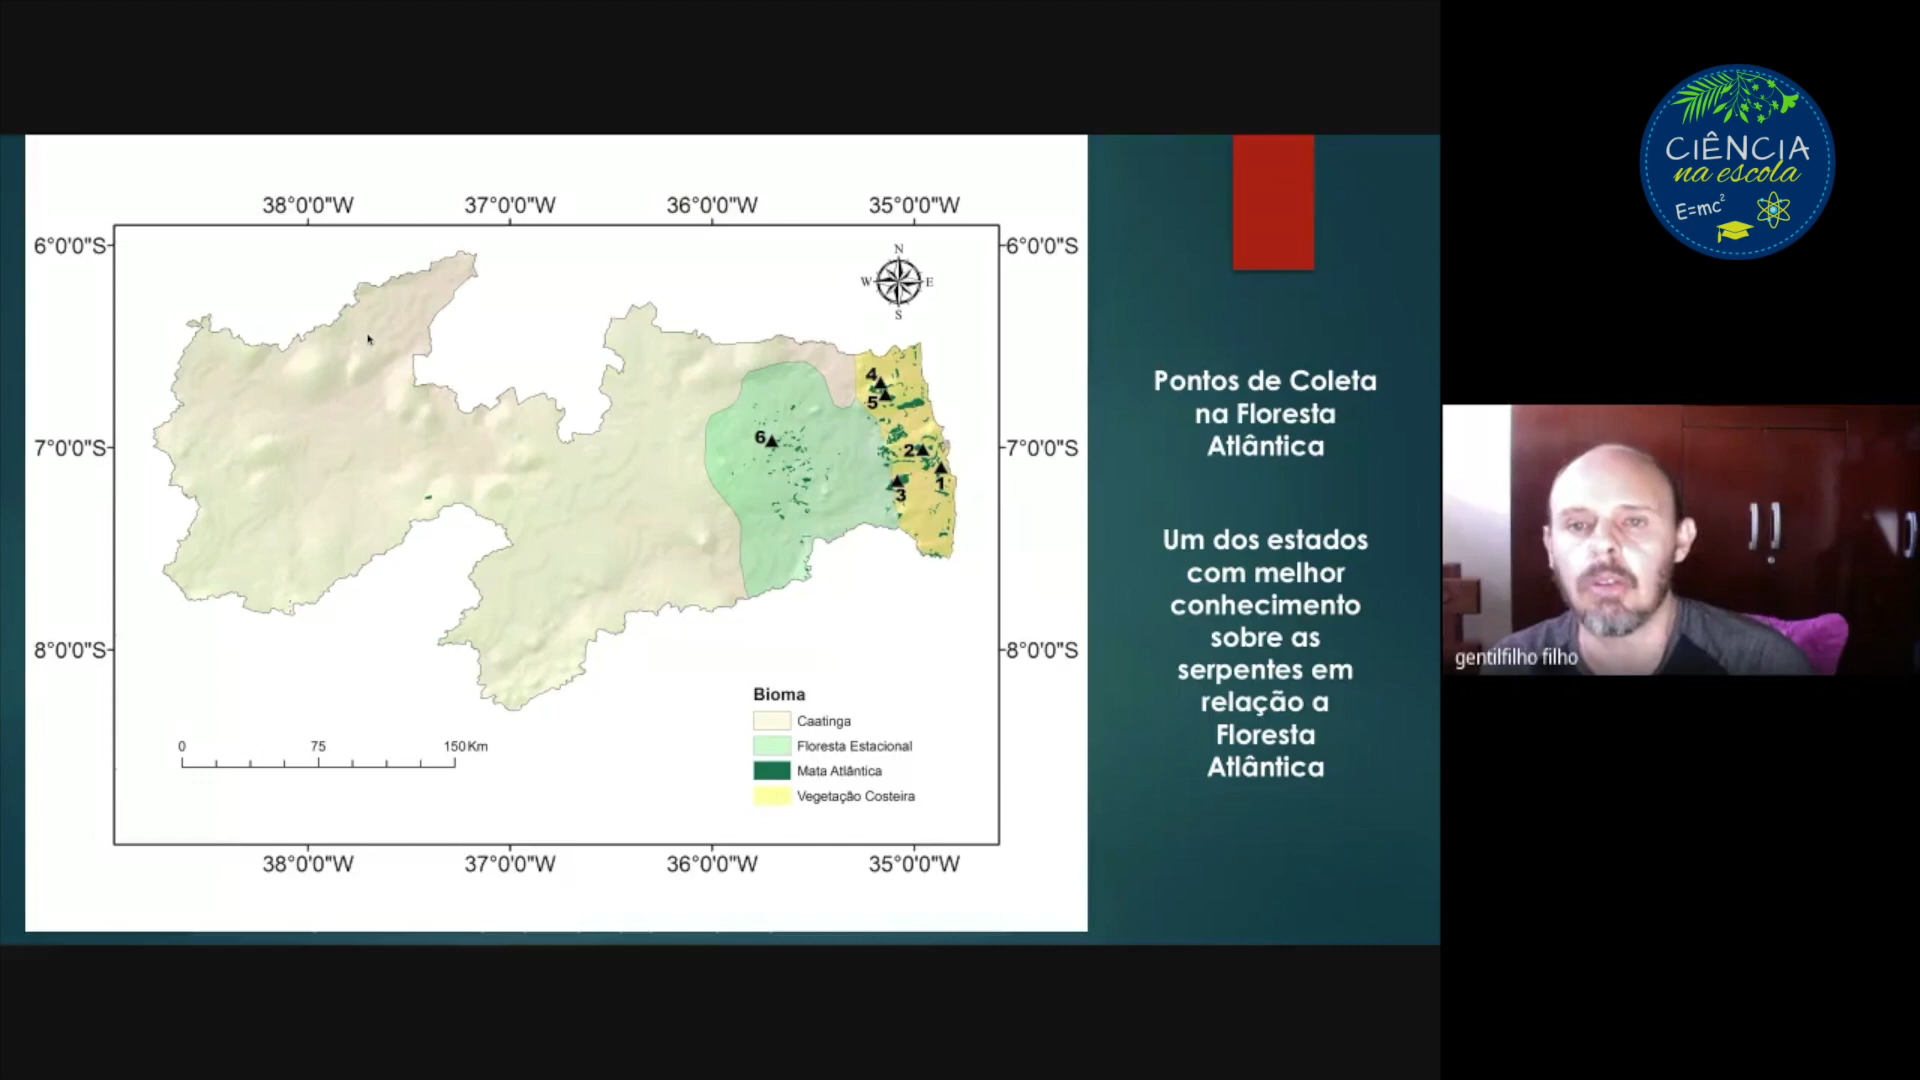 38°0'0"W 37°0'0"W 36°0'0"W 35°0'0"W
6°0'0"S 6°0'0"S
N
W E
S
4
5
6
2
7°0'0"S 7°0'0"S
1
3
8°0'0"S 8°0'0"S
Bioma
Caatinga
Floresta Estacional
Mata Atlântica
Vegetação Costeira
0 75 150 Km
38°0'0"W 37°0'0"W 36°0'0"W 35°0'0"W
Pontos de Coleta
na Floresta
Atlântica
Um dos estados
com melhor
conhecimento
sobre as
serpentes em
relação a
Floresta
Atlântica
CIÊNCIA
na escola
E=mc²
gentilfilho filho